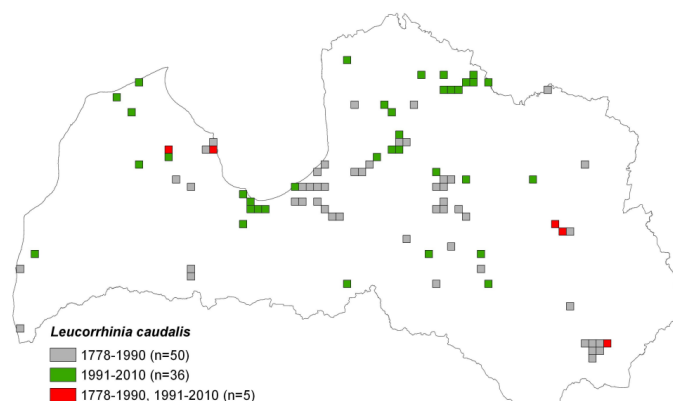 Leucorrhinia caudalis
1778-1990 (n=50)
1991-2010 (n=36)
1778-1990, 1991-2010 (n=5)